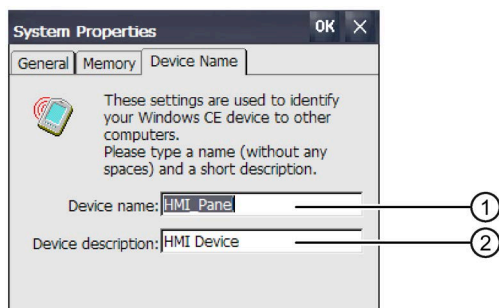 System Properties OK ×
General Memory Device Name
These settings are used to identify
your Windows CE device to other
computers.
Please type a name (without any
spaces) and a short description.
Device name: HMI_Panel 1
Device description: HMI Device 2